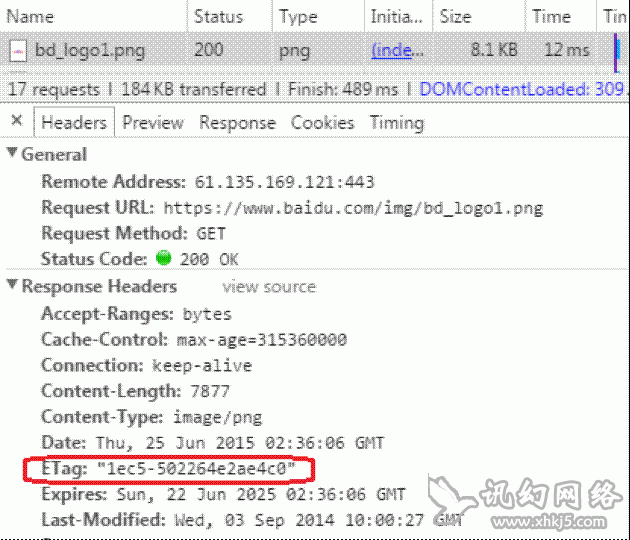 Name Status Type Initia... Size Time Tin
bd_logo1.png 200 png (inde... 8.1 KB 12 ms
17 requests | 184 KB transferred | Finish: 489 ms | DOMContentLoaded: 309.
× Headers Preview Response Cookies Timing
▼General
Remote Address: 61.135.169.121:443
Request URL: https://www.baidu.com/img/bd_logo1.png
Request Method: GET
Status Code: 200 OK
▼Response Headers view source
Accept-Ranges: bytes
Cache-Control: max-age=315360000
Connection: keep-alive
Content-Length: 7877
Content-Type: image/png
Date: Thu, 25 Jun 2015 02:36:06 GMT
ETag: "1ec5-502264e2ae4c0"
Expires: Sun, 22 Jun 2025 02:36:06 GMT
Last-Modified: Wed, 03 Sep 2014 10:00:27 GMT
讯幻网络
www.xhkj5.com